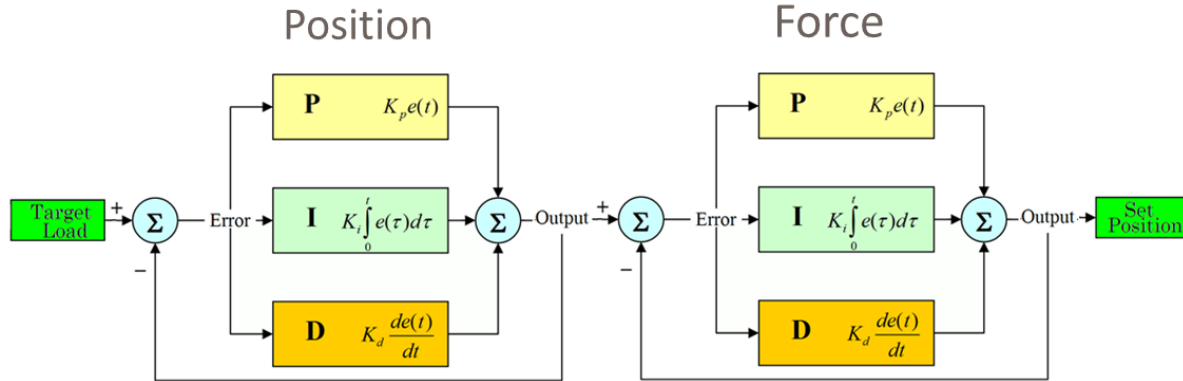 Position
Force
P K_p e(t)
P K_p e(t)
Target
Load
+
Σ
Error
I K_i ∫_0^t e(τ)dτ
Σ
Output
+
Σ
Error
I K_i ∫_0^t e(τ)dτ
Σ
Output
Set
Position
−
−
D K_d de(t)/dt
D K_d de(t)/dt